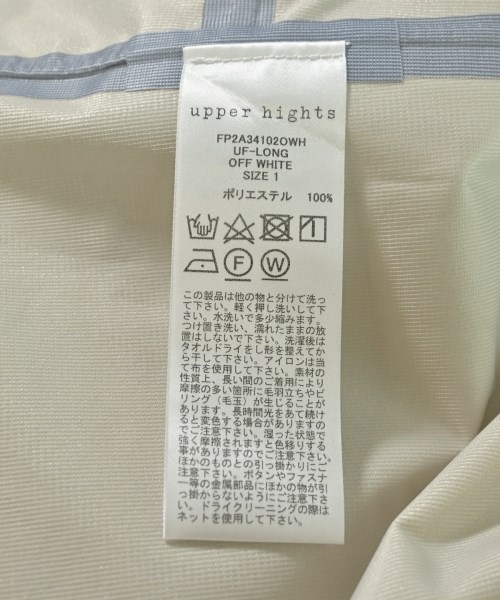 upper hights
FP2A34102OWH
UF-LONG
OFF WHITE
SIZE 1
ポリエステル 100%
F W
この製品は他の物と分けて洗っ
て下さい。軽く押し洗いして下
さい。水洗いで多少縮みます。
つけ置き洗い、濡れたままの放
置はしないで下さい。洗濯後は
タオルドライをし形を整えてか
ら干して下さい。アイロンは当
て布を使用して下さい。素材の
性質上、長い間のご着用により
摩擦の多い箇所に毛羽立ちやピ
リング（毛玉）が生じることが
あります。長時間光をあて続け
ると変色する場合がありますの
でご注意下さい。湿った状態で
強く摩擦されますと色移りする
事がありますのでご注意下さい。
ほかのものとの引っ掛かりにご
注意下さい。ボタンやファスナ
ー等の金属部品にほかの物が引
っ掛からないようにご注意下さ
い。ドライクリーニングの際は
ネットを使用して下さい。